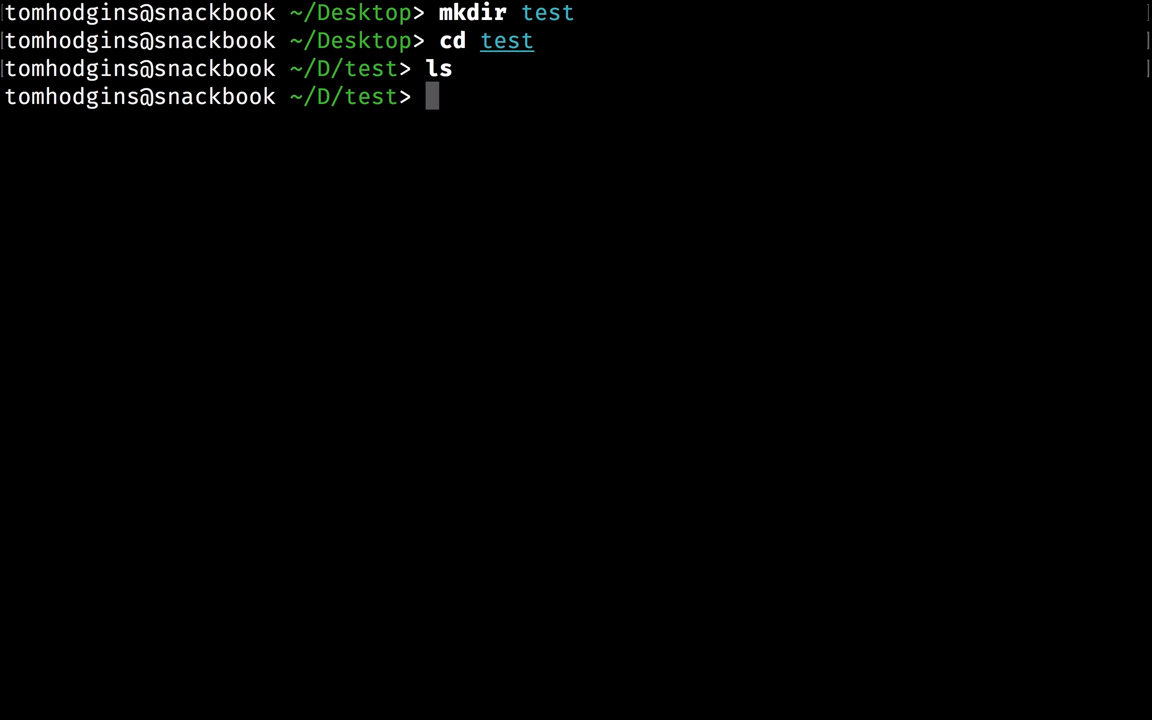 tomhodgins@snackbook ~/Desktop> mkdir test
tomhodgins@snackbook ~/Desktop> cd test
tomhodgins@snackbook ~/D/test> ls
tomhodgins@snackbook ~/D/test>